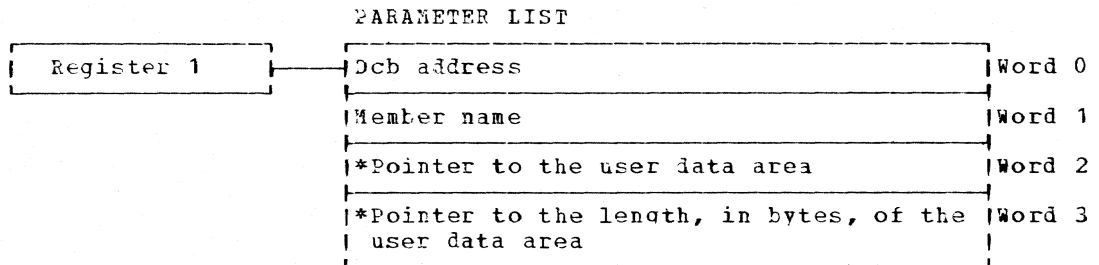 PARAMETER LIST
Register 1
Dcb address Word 0
Member name Word 1
*Pointer to the user data area Word 2
*Pointer to the length, in bytes, of the Word 3
user data area